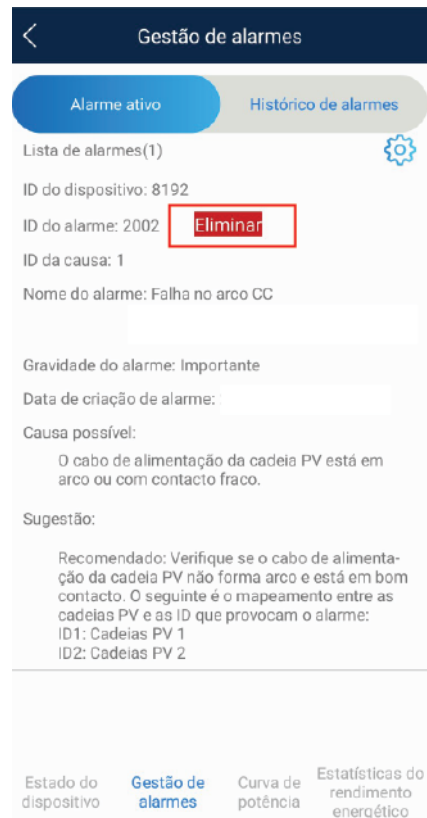 Gestão de alarmes
Alarme ativo
Histórico de alarmes
Lista de alarmes(1)
ID do dispositivo: 8192
ID do alarme: 2002
Eliminar
ID da causa: 1
Nome do alarme: Falha no arco CC
Gravidade do alarme: Importante
Data de criação de alarme:
Causa possível:
O cabo de alimentação da cadeia PV está em
arco ou com contacto fraco.
Sugestão:
Recomendado: Verifique se o cabo de alimenta-
ção da cadeia PV não forma arco e está em bom
contacto. O seguinte é o mapeamento entre as
cadeias PV e as ID que provocam o alarme:
ID1: Cadeias PV 1
ID2: Cadeias PV 2
Estado do
dispositivo
Gestão de
alarmes
Curva de
potência
Estatísticas do
rendimento
energético